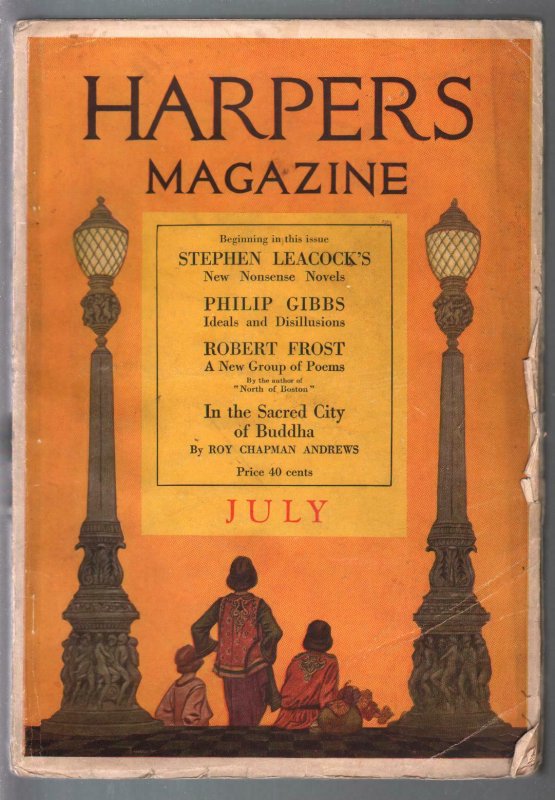 HARPERS
MAGAZINE
Beginning in this issue
STEPHEN LEACOCK'S
New Nonsense Novels
PHILIP GIBBS
Ideals and Disillusions
ROBERT FROST
A New Group of Poems
By the author of
"North of Boston"
In the Sacred City
of Buddha
By ROY CHAPMAN ANDREWS
Price 40 cents
JULY